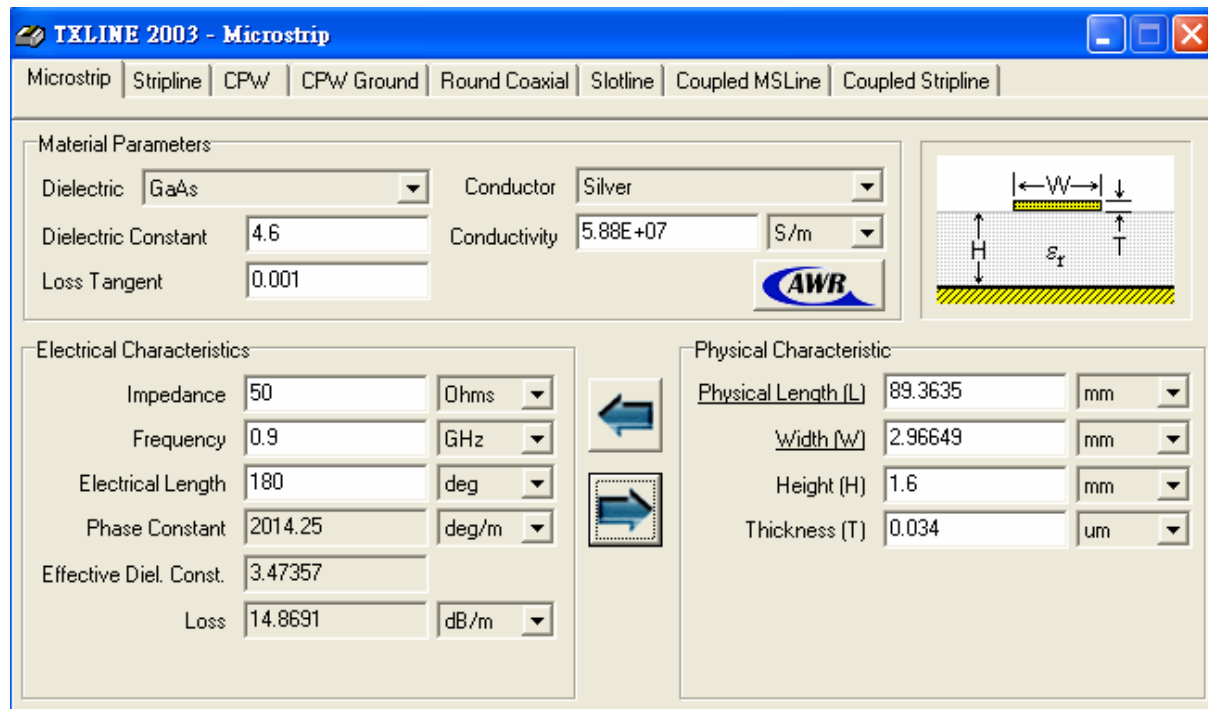 TXLINE 2003 - Microstrip
Microstrip Stripline CPW CPW Ground Round Coaxial Slotline Coupled MSLine Coupled Stripline
Material Parameters
Dielectric GaAs Conductor Silver
Dielectric Constant 4.6 Conductivity 5.88E+07 S/m
Loss Tangent 0.001
AWR
W
H
εr
T
Electrical Characteristics
Impedance 50 Ohms
Frequency 0.9 GHz
Electrical Length 180 deg
Phase Constant 2014.25 deg/m
Effective Diel. Const. 3.47357
Loss 14.8691 dB/m
Physical Characteristic
Physical Length (L) 89.3635 mm
Width (W) 2.96649 mm
Height (H) 1.6 mm
Thickness (T) 0.034 um